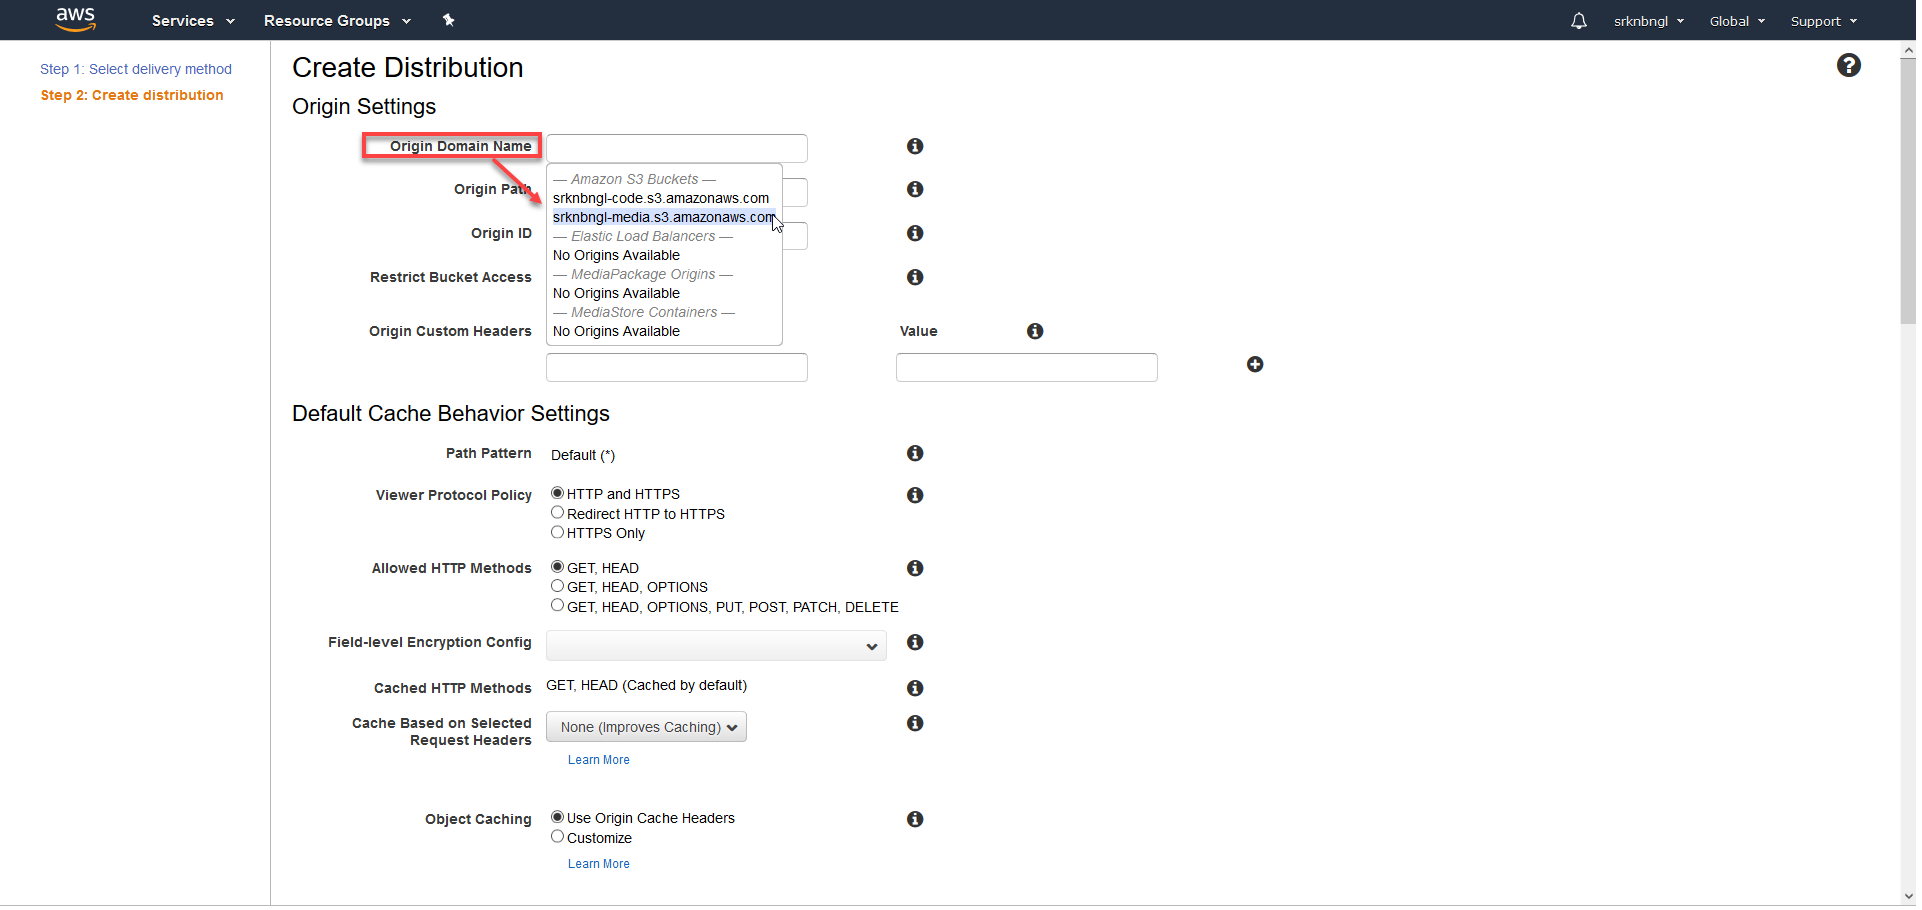 aws
Services
Resource Groups
srknbngl
Global
Support
Step 1: Select delivery method
Step 2: Create distribution
Create Distribution
Origin Settings
Origin Domain Name
— Amazon S3 Buckets —
srknbngl-code.s3.amazonaws.com
srknbngl-media.s3.amazonaws.com
— Elastic Load Balancers —
No Origins Available
— MediaPackage Origins —
No Origins Available
— MediaStore Containers —
No Origins Available
Origin Path
Origin ID
Restrict Bucket Access
Origin Custom Headers
Value
Default Cache Behavior Settings
Path Pattern
Default (*)
Viewer Protocol Policy
HTTP and HTTPS
Redirect HTTP to HTTPS
HTTPS Only
Allowed HTTP Methods
GET, HEAD
GET, HEAD, OPTIONS
GET, HEAD, OPTIONS, PUT, POST, PATCH, DELETE
Field-level Encryption Config
Cached HTTP Methods
GET, HEAD (Cached by default)
Cache Based on Selected
Request Headers
None (Improves Caching)
Learn More
Object Caching
Use Origin Cache Headers
Customize
Learn More